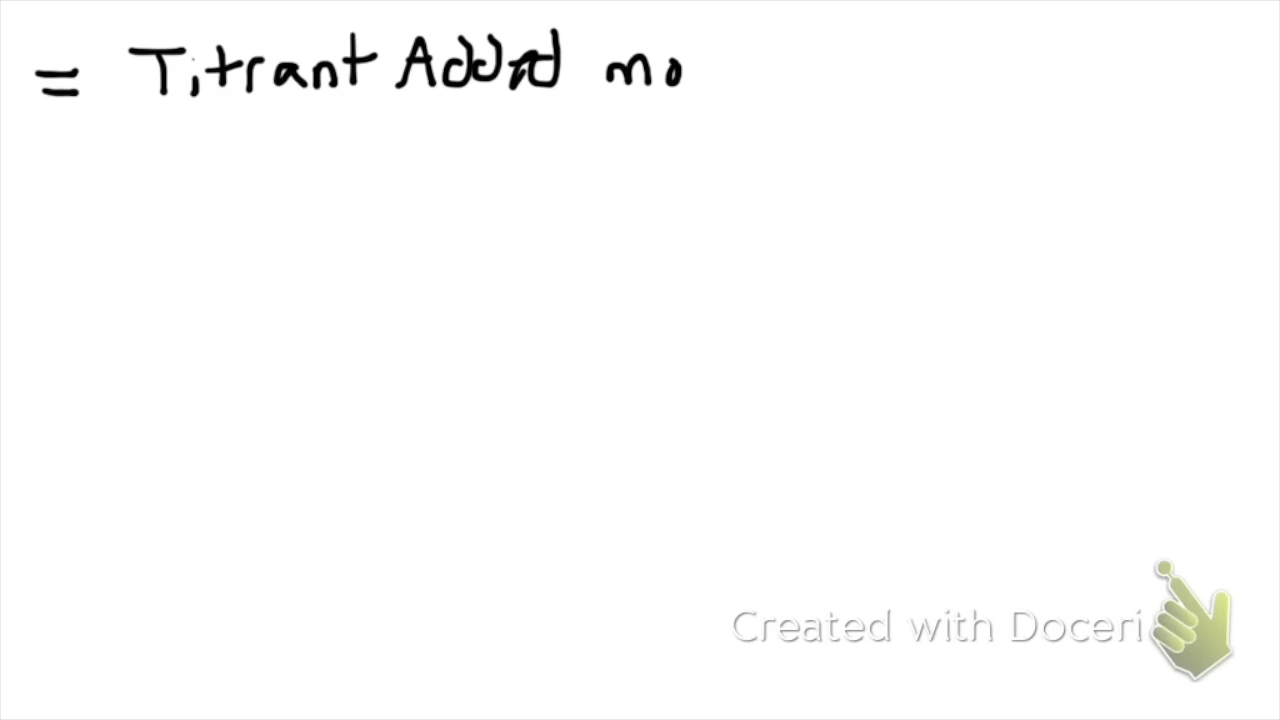 = Titrant Added mo
Created with Doceri